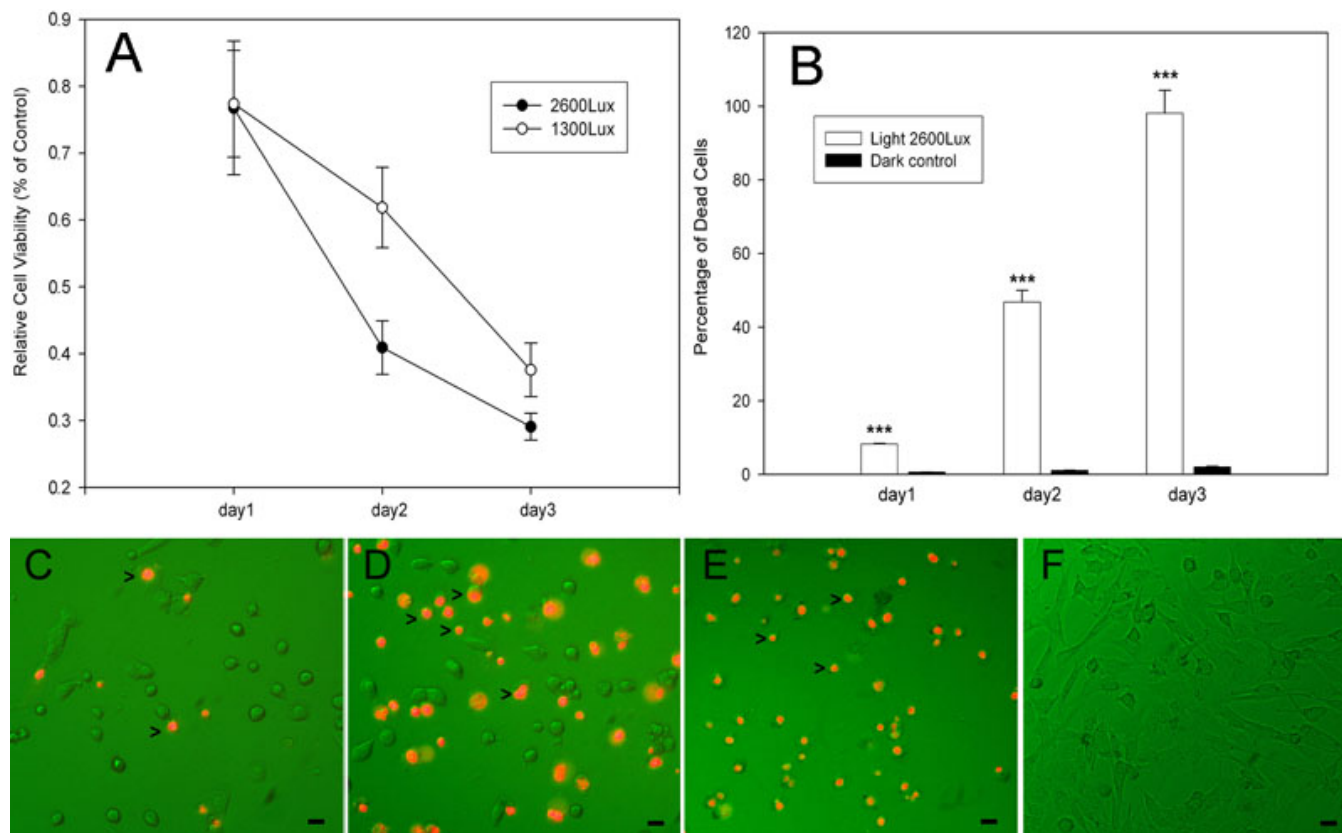 A
Relative Cell Viability (% of Control)
0.9
0.8
0.7
0.6
0.5
0.4
0.3
0.2
2600Lux
1300Lux
day1 day2 day3
B
Percentage of Dead Cells
120
100
80
60
40
20
0
Light 2600Lux
Dark control
***
***
***
day1 day2 day3
C
>
>
D
>
>
>
>
E
>
>
>
F